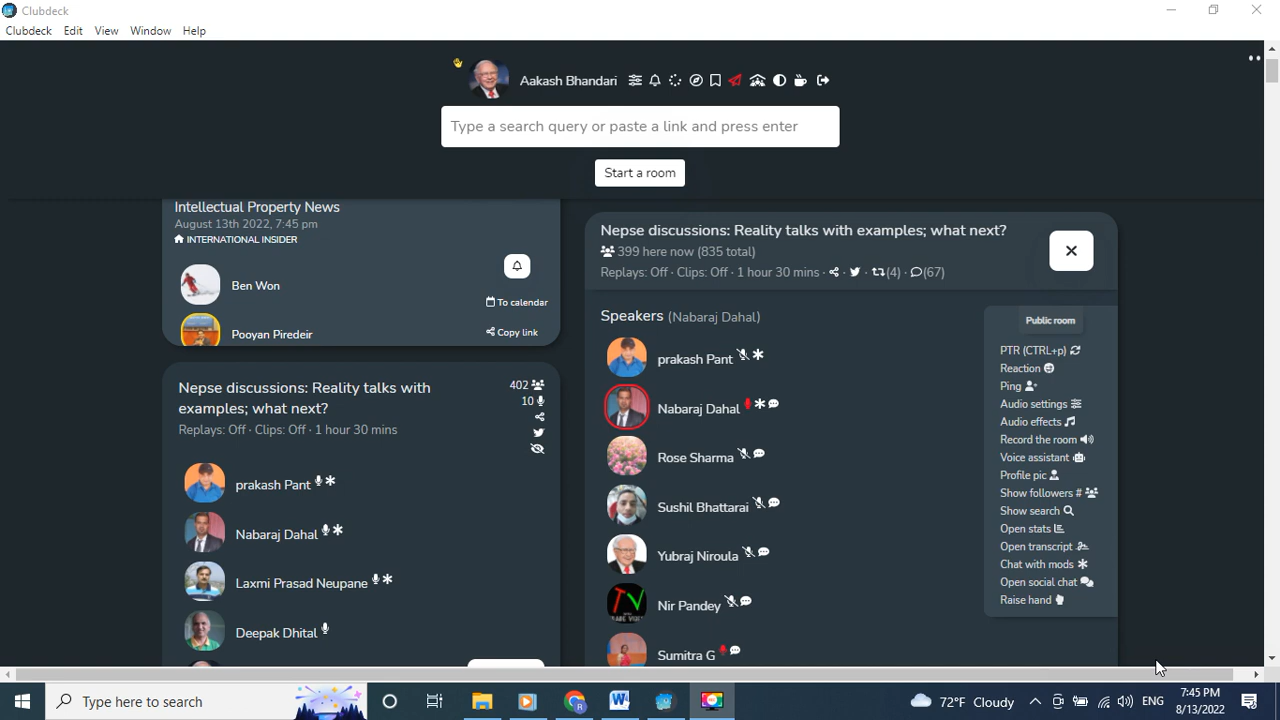 Clubdeck
Clubdeck Edit View Window Help
Aakash Bhandari
Type a search query or paste a link and press enter
Start a room
Intellectual Property News
August 13th 2022, 7:45 pm
INTERNATIONAL INSIDER
Ben Won
To calendar
Pooyan Piredeir
Copy link
Nepse discussions: Reality talks with
examples; what next?
Replays: Off · Clips: Off · 1 hour 30 mins
402
10
prakash Pant
Nabaraj Dahal
Laxmi Prasad Neupane
Deepak Dhital
Nepse discussions: Reality talks with examples; what next?
399 here now (835 total)
Replays: Off · Clips: Off · 1 hour 30 mins · · · (4) · (67)
Speakers (Nabaraj Dahal)
prakash Pant
Nabaraj Dahal
Rose Sharma
Sushil Bhattarai
Yubraj Niroula
Nir Pandey
Sumitra G
Public room
PTR (CTRL+p)
Reaction
Ping
Audio settings
Audio effects
Record the room
Voice assistant
Profile pic
Show followers #
Show search
Open stats
Open transcript
Chat with mods
Open social chat
Raise hand
Type here to search
72°F Cloudy
ENG
7:45 PM
8/13/2022